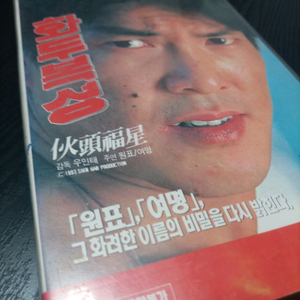 화두복성
伙頭福星
감독 우인태 주연 원표/여명
「원표」,「여명」,
그 화려한 이름의 비밀을 다시 밝힌다.